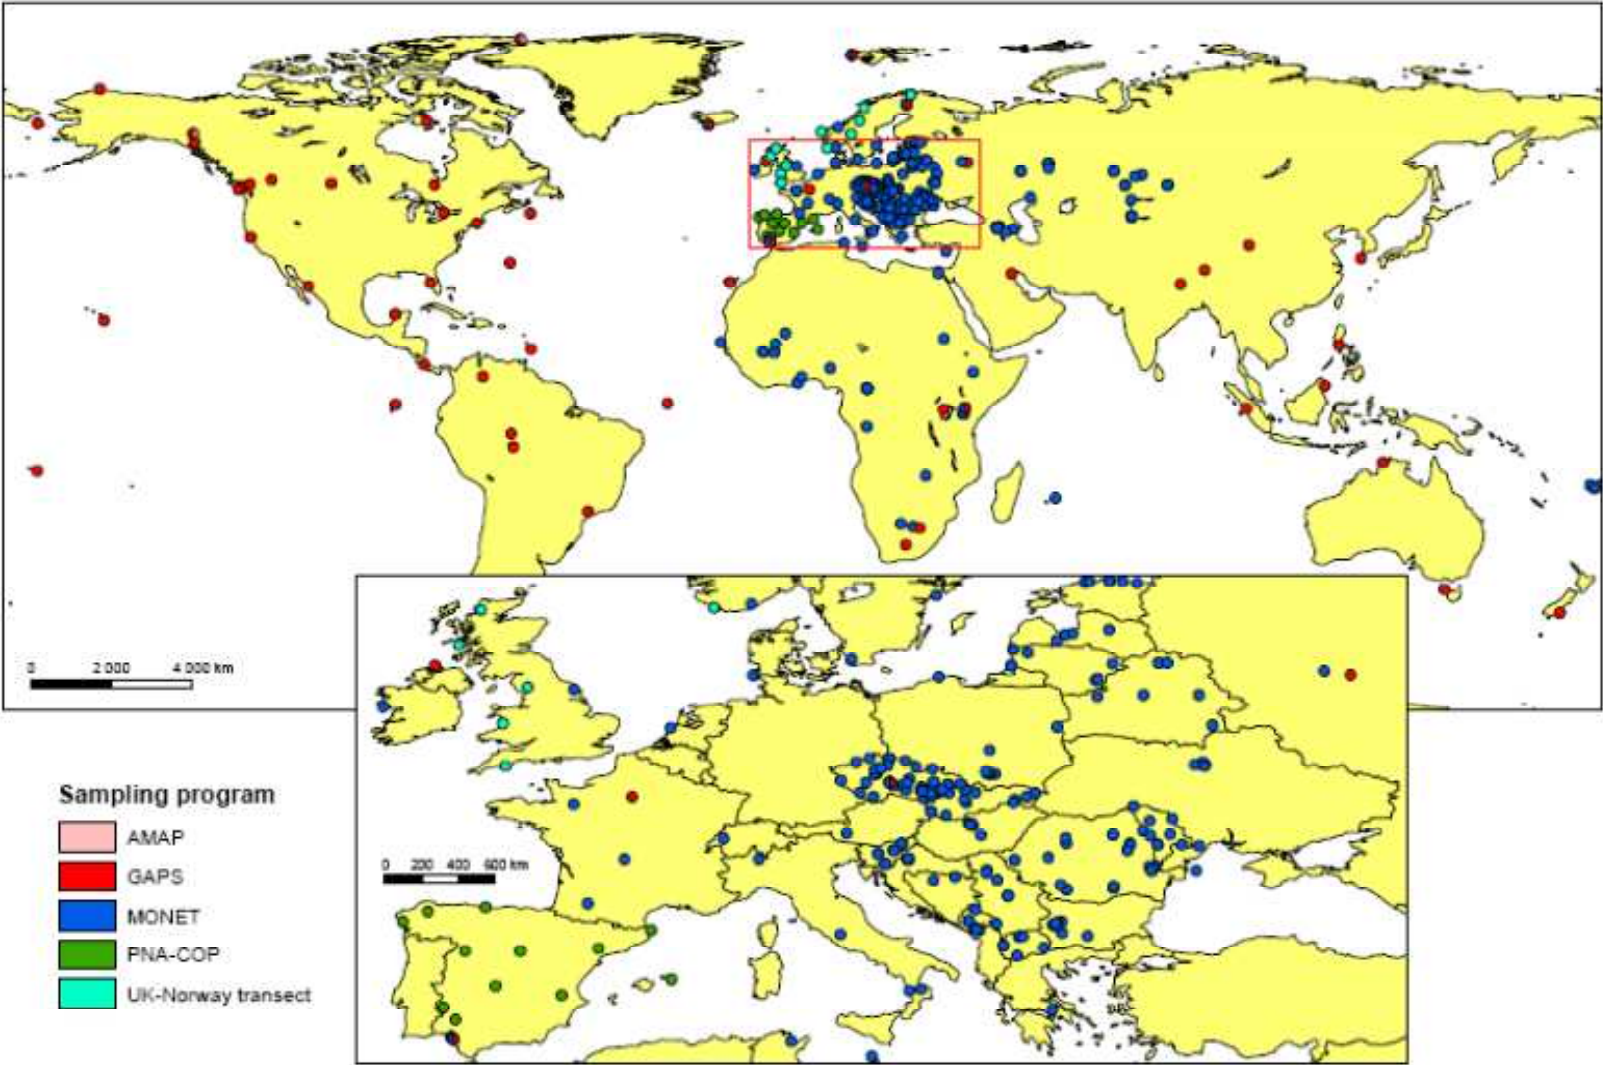 0 2 000 4 000 km
0 200 400 600 km
Sampling program
AMAP
GAPS
MONET
PNA-COP
UK-Norway transect